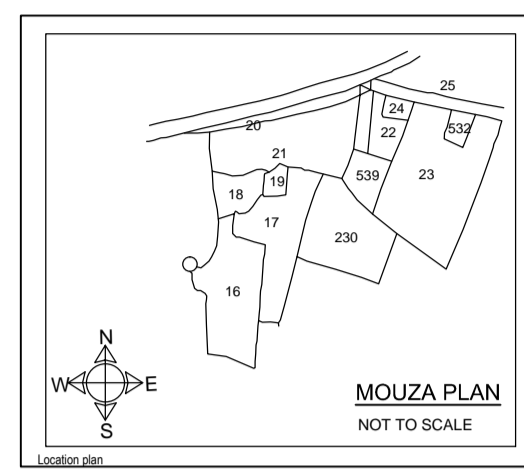 25
24
20
22
532
21
539
23
19
18
17
230
16
N
W E
S
MOUZA PLAN
NOT TO SCALE
Location plan